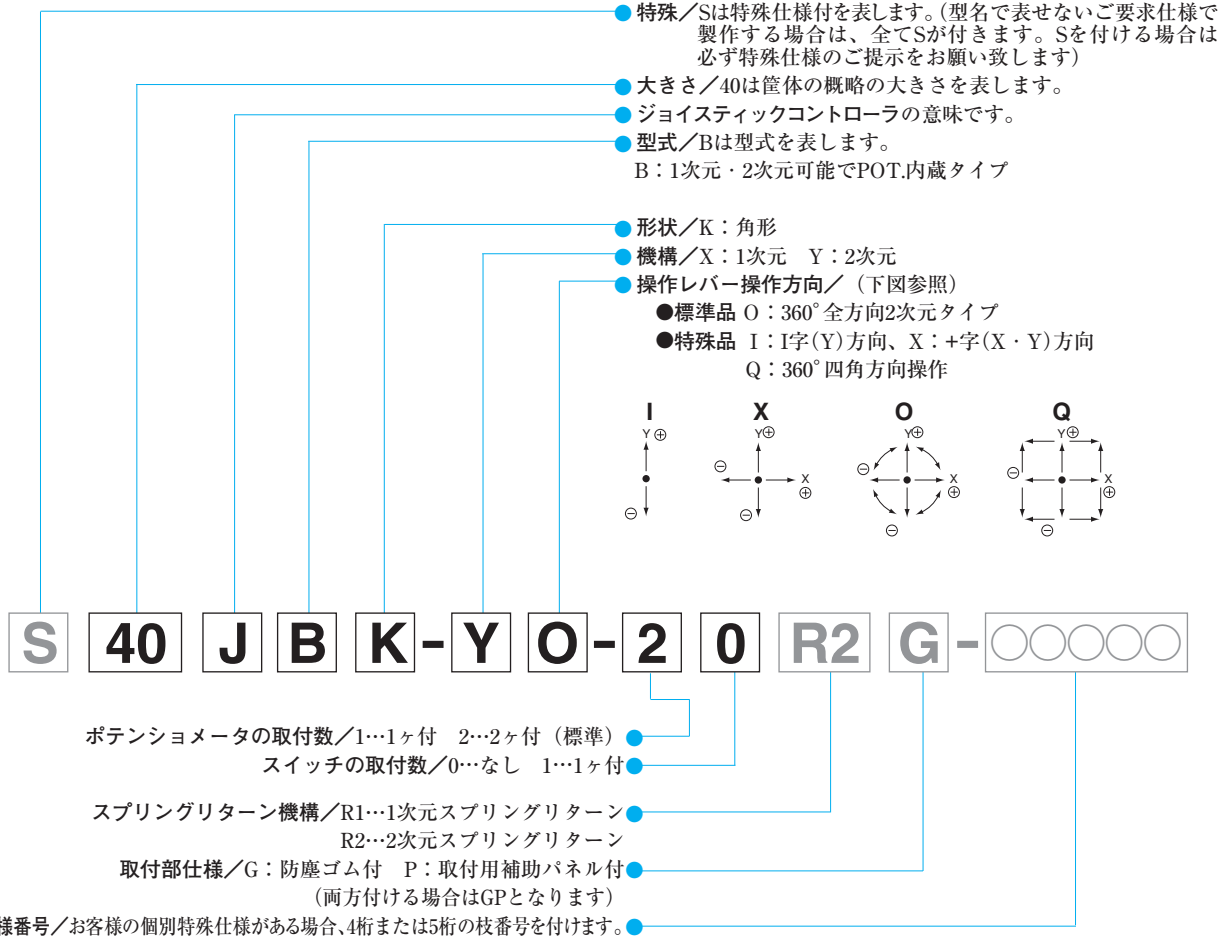 ●特殊／Sは特殊仕様付を表します。(型名で表せないご要求仕様で
製作する場合は、全てSが付きます。Sを付ける場合は
必ず特殊仕様のご提示をお願い致します)
●大きさ／40は筐体の概略の大きさを表します。
●ジョイスティックコントローラの意味です。
●型式／Bは型式を表します。
B：1次元・2次元可能でPOT.内蔵タイプ
●形状／K：角形
●機構／X：1次元　Y：2次元
●操作レバー操作方向／（下図参照）
●標準品 O：360°全方向2次元タイプ
●特殊品 I：I字(Y)方向、X：+字(X・Y)方向
Q：360°四角方向操作
I X O Q
Y⊕ Y⊕ Y⊕ Y⊕
⊖ ⊖ ⊖
X X X
⊕ ⊕ ⊕
⊖ ⊖ ⊖ ⊖
S 40 J B K-Y O-2 0 R2 G-○○○○○
ポテンショメータの取付数／1…1ヶ付　2…2ヶ付（標準）●
スイッチの取付数／0…なし　1…1ヶ付●
スプリングリターン機構／R1…1次元スプリングリターン●
R2…2次元スプリングリターン
取付部仕様／G：防塵ゴム付　P：取付用補助パネル付●
（両方付ける場合はGPとなります）
様番号／お客様の個別特殊仕様がある場合、4桁または5桁の枝番号を付けます。●